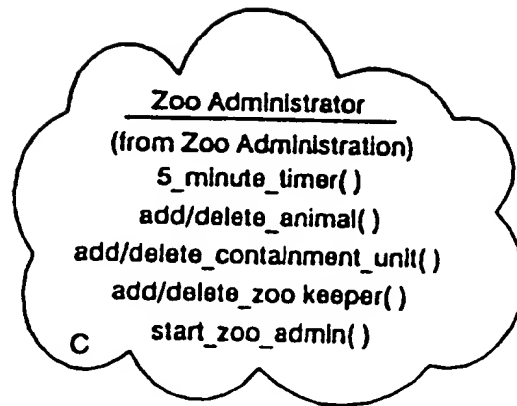 Zoo Administrator
(from Zoo Administration)
5_minute_timer( )
add/delete_animal( )
add/delete_containment_unit( )
add/delete_zoo keeper( )
start_zoo_admin( )
C